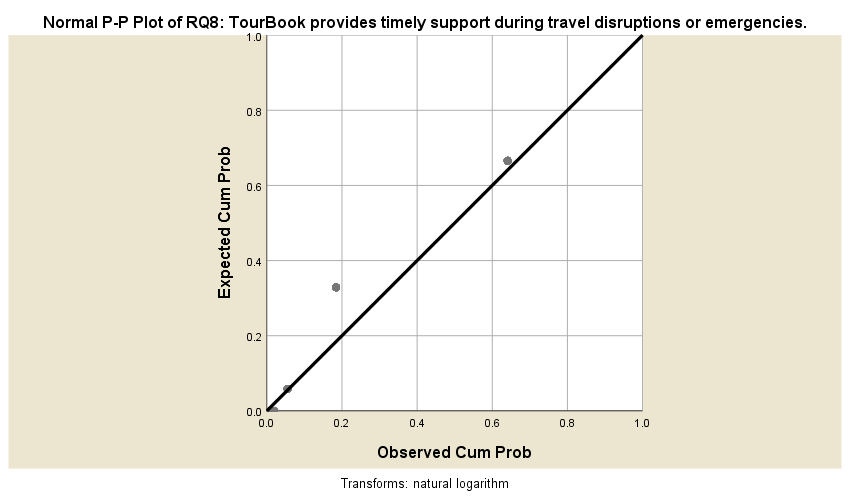 Normal P-P Plot of RQ8: TourBook provides timely support during travel disruptions or emergencies.
1.0
0.8
0.6
0.4
0.2
0.0
Expected Cum Prob
0.0 0.2 0.4 0.6 0.8 1.0
Observed Cum Prob
Transforms: natural logarithm